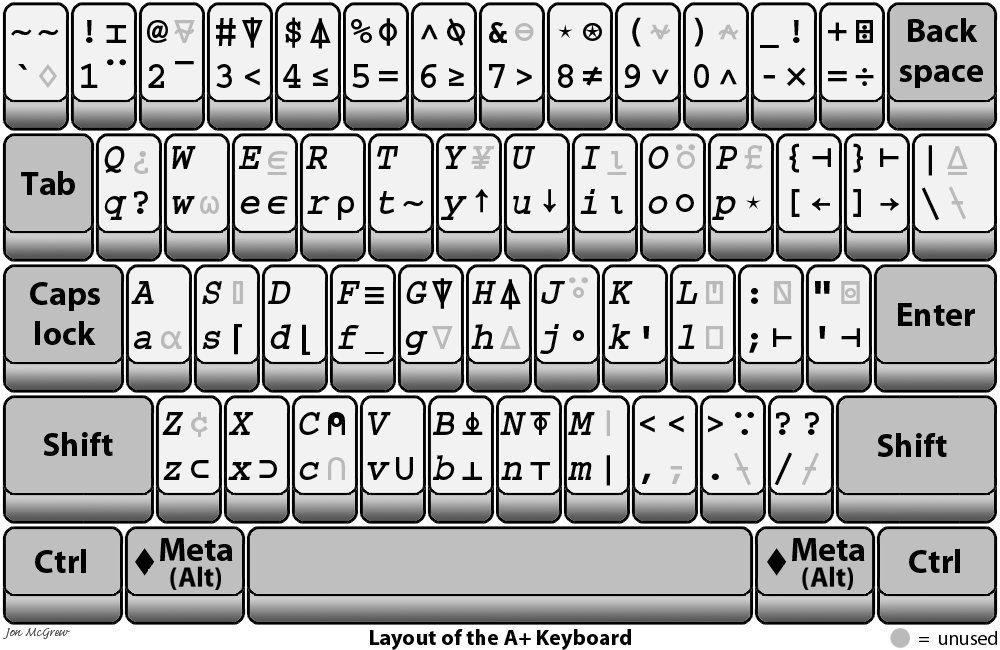 ~ ~ ! ⌶ @ ⍫ # ⍒ $ ⍋ % ⌽ ^ ⍉ & ⊖ ⋆ ⍟ ( ⍱ ) ⍲ _ ! + ⌹ Back
` ◊ 1 ¨ 2 ¯ 3 < 4 ≤ 5 = 6 ≥ 7 > 8 ≠ 9 ∨ 0 ∧ - × = ÷ space
Tab Q ¿ W E ⍷ R T Y ¥ U I ⍸ O ⍥ P £ { ⊣ } ⊢ | ⍙
q ? w ω e ∊ r ρ t ~ y ↑ u ↓ i ⍳ o ○ p ⋆ [ ← ] → \ ⍀
Caps A S ⌷ D F ≡ G ⍒ H ⍋ J ⍤ K L ⍞ : ⍂ " ⌻ Enter
lock a α s ⌈ d ⌊ f _ g ∇ h ∆ j ∘ k ' l ⎕ ; ⊢ ' ⊣
Shift Z ¢ X C ⍝ V B ⍎ N ⍕ M | < < > ⍢ ? ? Shift
z ⊂ x ⊃ c ∩ v ∪ b ⊥ n ⊤ m | , ⍪ . ⍀ / ⌿
Ctrl ♦ Meta (Alt) ♦ Meta (Alt) Ctrl
Jon McGrew Layout of the A+ Keyboard = unused